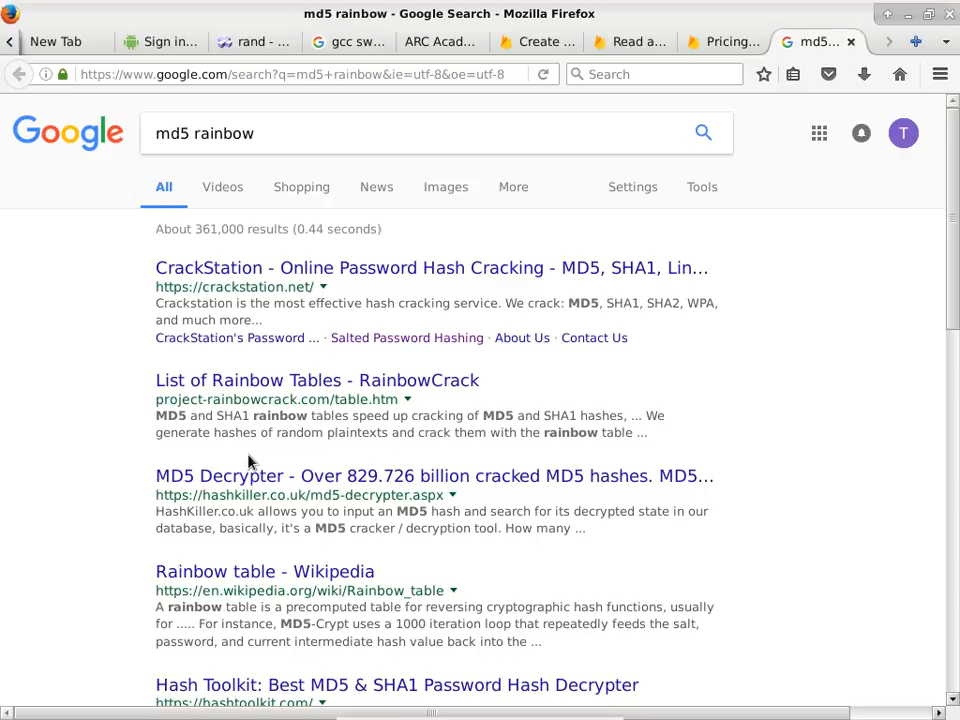 md5 rainbow - Google Search - Mozilla Firefox
New Tab Sign in... rand - ... gcc sw... ARC Acad... Create ... Read a... Pricing... md5...
https://www.google.com/search?q=md5+rainbow&ie=utf-8&oe=utf-8 Search
Google md5 rainbow T
All Videos Shopping News Images More Settings Tools
About 361,000 results (0.44 seconds)
CrackStation - Online Password Hash Cracking - MD5, SHA1, Lin...
https://crackstation.net/
Crackstation is the most effective hash cracking service. We crack: MD5, SHA1, SHA2, WPA,
and much more...
CrackStation's Password ... · Salted Password Hashing · About Us · Contact Us
List of Rainbow Tables - RainbowCrack
project-rainbowcrack.com/table.htm
MD5 and SHA1 rainbow tables speed up cracking of MD5 and SHA1 hashes, ... We
generate hashes of random plaintexts and crack them with the rainbow table ...
MD5 Decrypter - Over 829.726 billion cracked MD5 hashes. MD5...
https://hashkiller.co.uk/md5-decrypter.aspx
HashKiller.co.uk allows you to input an MD5 hash and search for its decrypted state in our
database, basically, it's a MD5 cracker / decryption tool. How many ...
Rainbow table - Wikipedia
https://en.wikipedia.org/wiki/Rainbow_table
A rainbow table is a precomputed table for reversing cryptographic hash functions, usually
for ..... For instance, MD5-Crypt uses a 1000 iteration loop that repeatedly feeds the salt,
password, and current intermediate hash value back into the ...
Hash Toolkit: Best MD5 & SHA1 Password Hash Decrypter
https://hashtoolkit.com/